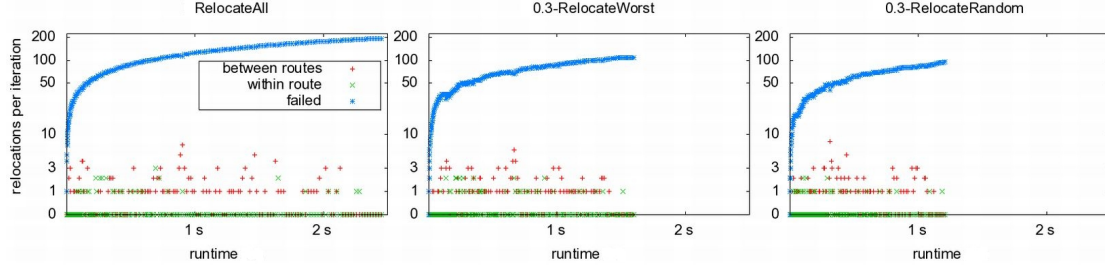 RelocateAll
200
100
50
10
3
1
0
relocations per iteration
between routes
within route
failed
1 s
2 s
runtime
0.3-RelocateWorst
200
100
50
10
3
1
0
1 s
2 s
runtime
0.3-RelocateRandom
200
100
50
10
3
1
0
1 s
2 s
runtime